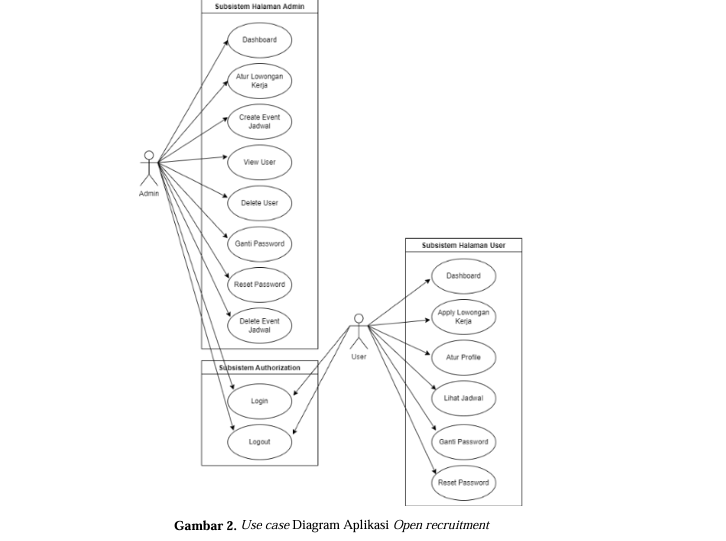 Subsistem Halaman Admin
Dashboard
Atur Lowongan
Kerja
Create Event
Jadwal
View User
Delete User
Ganti Password
Reset Password
Delete Event
Jadwal
Admin
Subsistem Authorization
Login
Logout
User
Subsistem Halaman User
Dashboard
Apply Lowongan
Kerja
Atur Profile
Lihat Jadwal
Ganti Password
Reset Password
Gambar 2. Use case Diagram Aplikasi Open recruitment